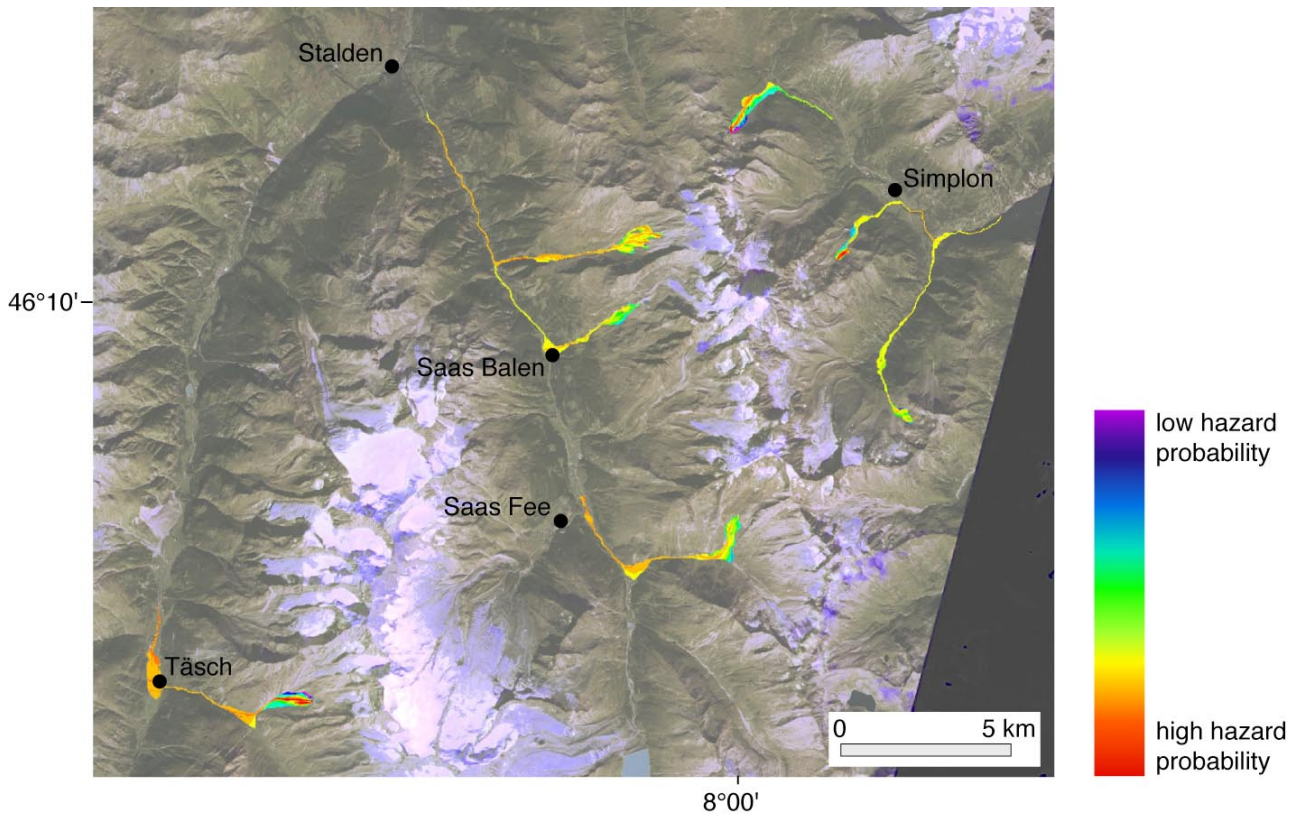 Stalden
Simplon
46°10'
Saas Balen
low hazard
probability
Saas Fee
Täsch
0 5 km
high hazard
probability
8°00'